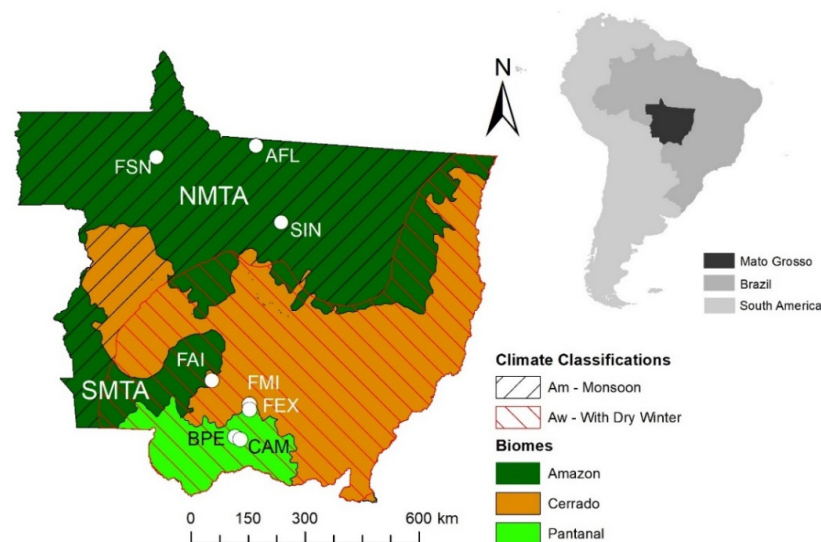 N
AFL
FSN
NMTA
SIN
Mato Grosso
Brazil
South America
FAI
FMI
SMTA
FEX
BPE
CAM
Climate Classifications
Am - Monsoon
Aw - With Dry Winter
Biomes
Amazon
Cerrado
Pantanal
0 150 300 600 km